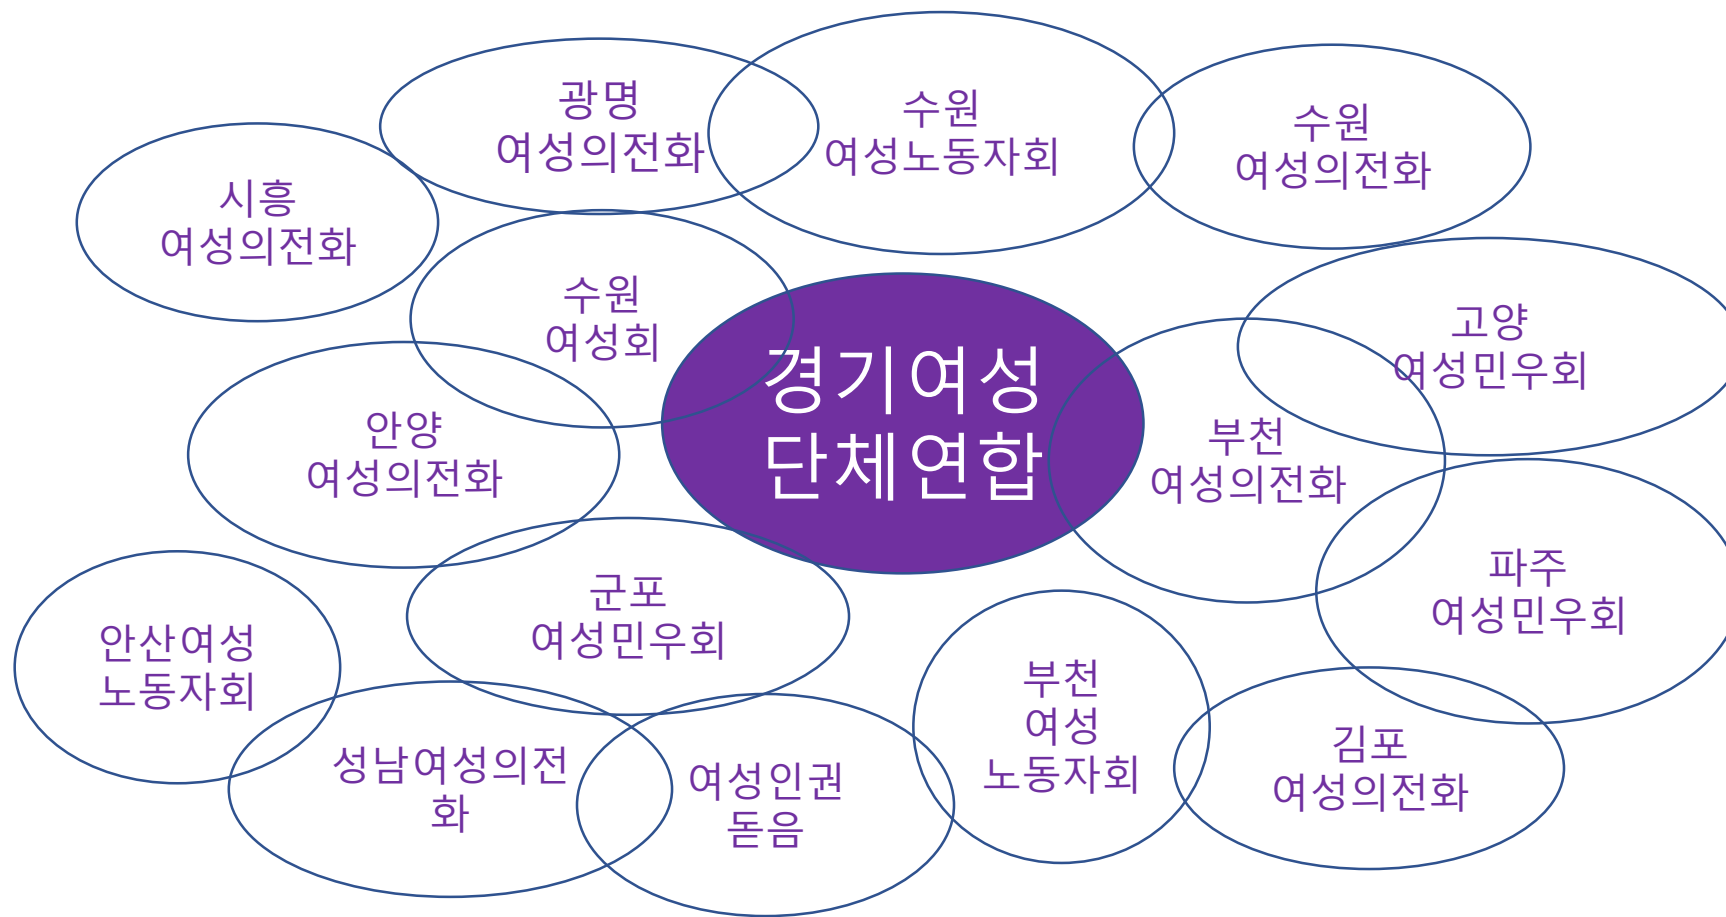 광명
여성의전화
수원
여성노동자회
수원
여성의전화
시흥
여성의전화
수원
여성회
고양
여성민우회
경기여성
단체연합
안양
여성의전화
부천
여성의전화
군포
여성민우회
파주
여성민우회
안산여성
노동자회
부천
여성
노동자회
김포
여성의전화
성남여성의전
화
여성인권
돋음